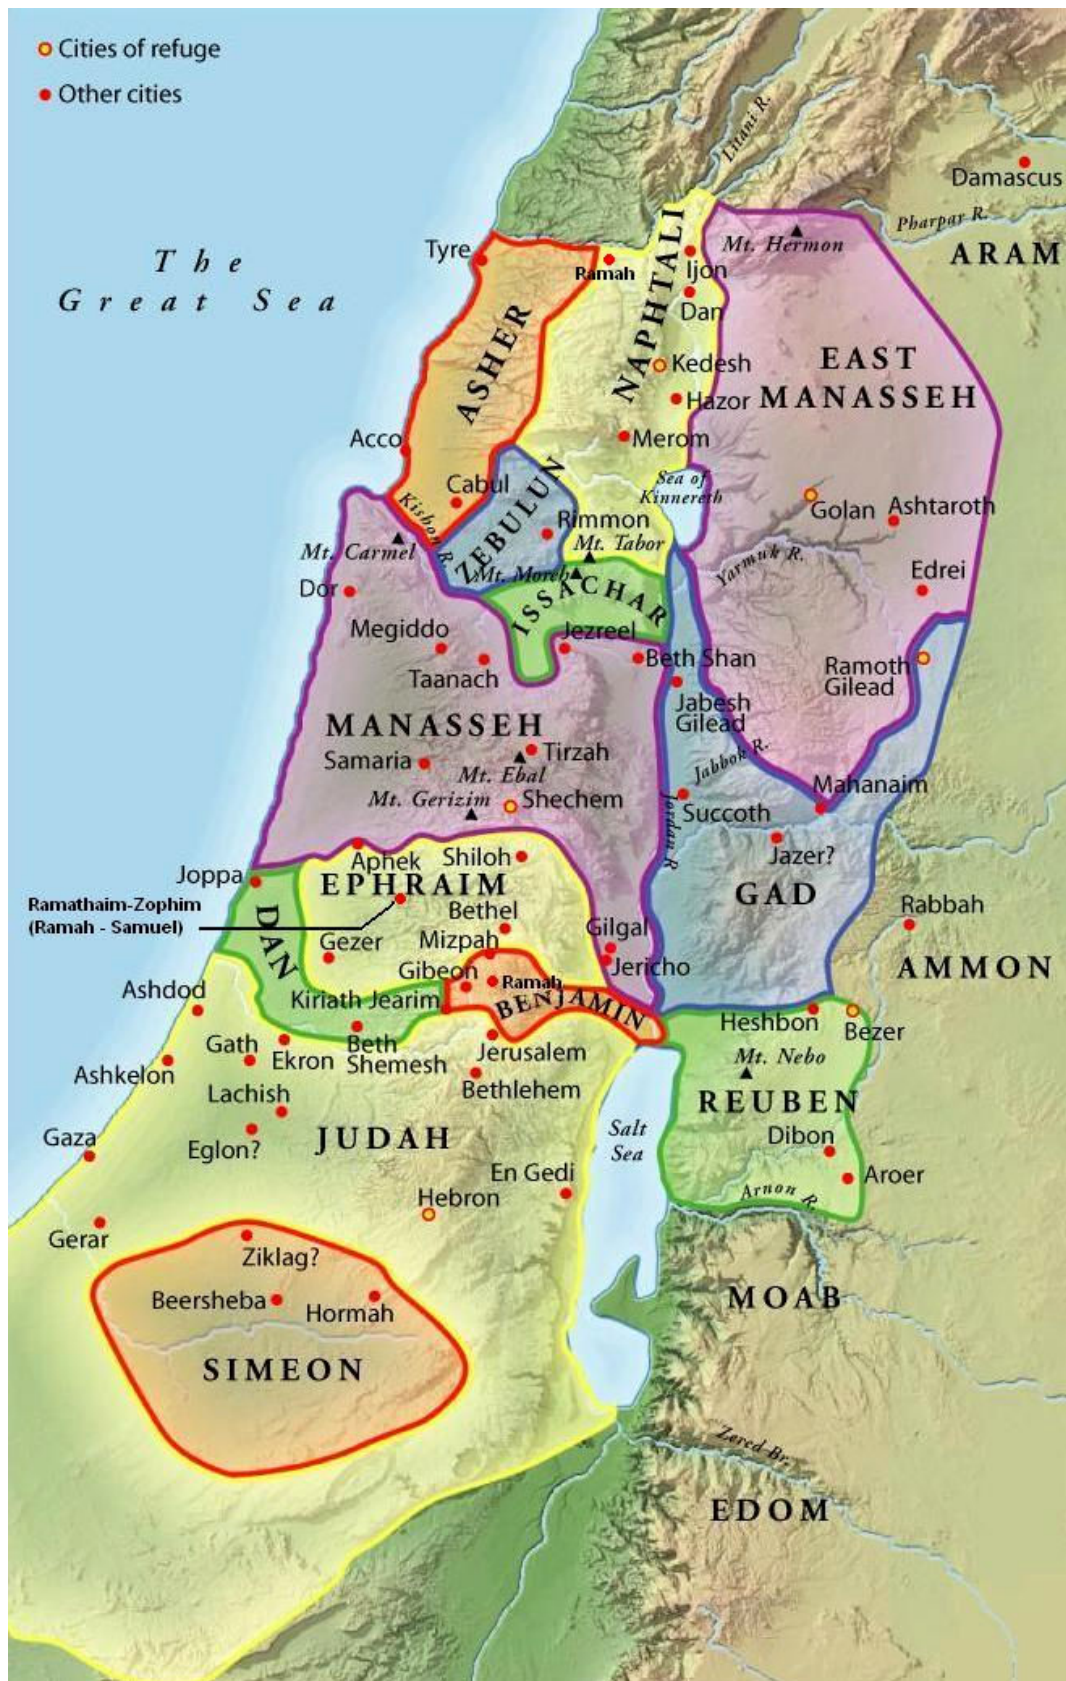 Cities of refuge
Other cities
Litani R.
Damascus
Pharpar R.
Mt. Hermon
ARAM
Tyre
Ramah
Ijon
The
Great Sea
Dan
NAPHTALI
ASHER
EAST
MANASSEH
Kedesh
Hazor
Acco
Merom
Sea of
Kinnereth
Cabul
Golan
Ashtaroth
Kishon R.
ZEBULUN
Rimmon
Mt. Carmel
Mt. Tabor
Yarmuk R.
Mt. Moreh
Edrei
Dor
ISSACHAR
Megiddo
Jezreel
Taanach
Beth Shan
Ramoth
Gilead
Jabesh
Gilead
MANASSEH
Samaria
Tirzah
Mt. Ebal
Jabbok R.
Mt. Gerizim
Shechem
Mahanaim
Succoth
Jordan R
Jazer?
Aphek
Shiloh
Joppa
EPHRAIM
GAD
Ramathaim-Zophim
(Ramah - Samuel)
Bethel
Rabbah
DAN
Gezer
Mizpah
Gilgal
Gibeon
Jericho
AMMON
Ramah
Ashdod
Kiriath Jearim
BENJAMIN
Heshbon
Bezer
Gath
Ekron
Beth
Shemesh
Jerusalem
Mt. Nebo
Ashkelon
Bethlehem
Lachish
REUBEN
Gaza
Eglon?
JUDAH
Salt
Sea
Dibon
En Gedi
Aroer
Hebron
Arnon R.
Gerar
Ziklag?
Beersheba
Hormah
MOAB
SIMEON
Zered Br.
EDOM